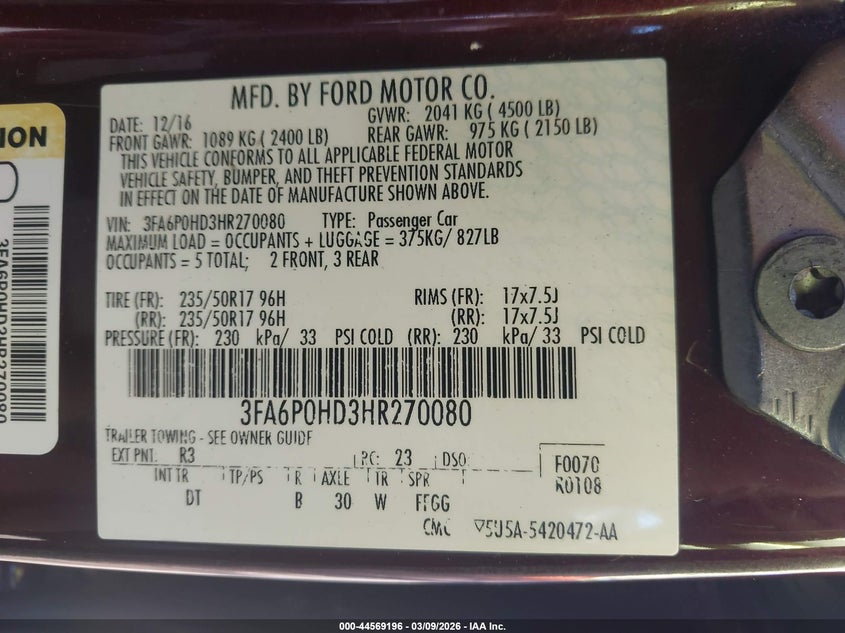 MFD. BY FORD MOTOR CO.
DATE: 12/16 GVWR: 2041 KG ( 4500 LB)
FRONT GAWR: 1089 KG ( 2400 LB) REAR GAWR: 975 KG ( 2150 LB)
THIS VEHICLE CONFORMS TO ALL APPLICABLE FEDERAL MOTOR
VEHICLE SAFETY, BUMPER, AND THEFT PREVENTION STANDARDS
IN EFFECT ON THE DATE OF MANUFACTURE SHOWN ABOVE.
VIN: 3FA6P0HD3HR270080 TYPE: Passenger Car
MAXIMUM LOAD = OCCUPANTS + LUGGAGE = 375KG/ 827LB
OCCUPANTS = 5 TOTAL; 2 FRONT, 3 REAR
TIRE (FR): 235/50R17 96H RIMS (FR): 17x7.5J
(RR): 235/50R17 96H (RR): 17x7.5J
PRESSURE (FR): 230 kPa/ 33 PSI COLD (RR): 230 kPa/ 33 PSI COLD
3FA6P0HD3HR270080
TRAILER TOWING - SEE OWNER GUIDE
EXT PNT: R3 RC: 23 DSO: F0070
INT TR TP/PS R AXLE TR SPR R0108
DT B 30 W FFGG
CMC 5U5A-5420472-AA
ION
3FA6P0HD3HR270080
000-44569196 - 03/09/2026 - IAA Inc.